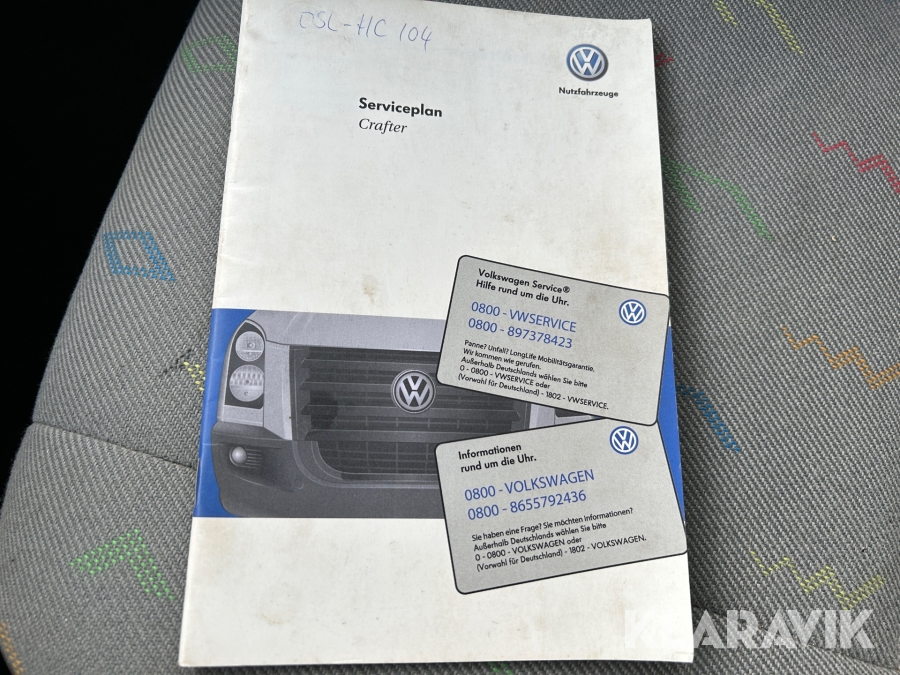 OSL-HC 104
Nutzfahrzeuge
Serviceplan
Crafter
Volkswagen Service®
Hilfe rund um die Uhr.
0800 - VWSERVICE
0800 - 897378423
Panne? Unfall? LongLife Mobilitätsgarantie.
Wir kommen wie gerufen.
Außerhalb Deutschlands wählen Sie bitte
0 - 0800 - VWSERVICE oder
(Vorwahl für Deutschland) - 1802 - VWSERVICE.
Informationen
rund um die Uhr.
0800 - VOLKSWAGEN
0800 - 8655792436
Sie haben eine Frage? Sie möchten Informationen?
Außerhalb Deutschlands wählen Sie bitte
0 - 0800 - VOLKSWAGEN oder
(Vorwahl für Deutschland) - 1802 - VOLKSWAGEN.
KLARAVIK